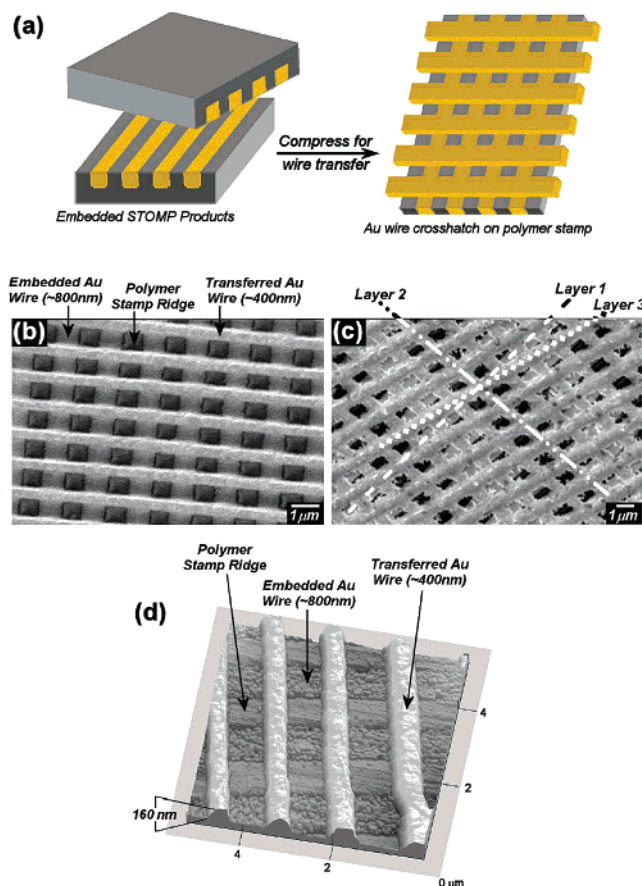 (a)
Compress for
wire transfer
Embedded STOMP Products
Au wire crosshatch on polymer stamp
Embedded Au
Wire (~800nm)
Polymer
Stamp Ridge
Transferred Au
Wire (~400nm)
(b)
1μm
Layer 2
Layer 1
Layer 3
(c)
1μm
(d)
Polymer
Stamp Ridge
Embedded Au
Wire (~800nm)
Transferred Au
Wire (~400nm)
160 nm
4
2
4
2
0 μm